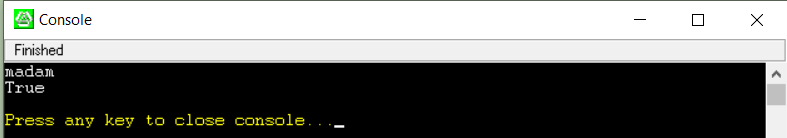 Console
Finished
madam
True
Press any key to close console..._